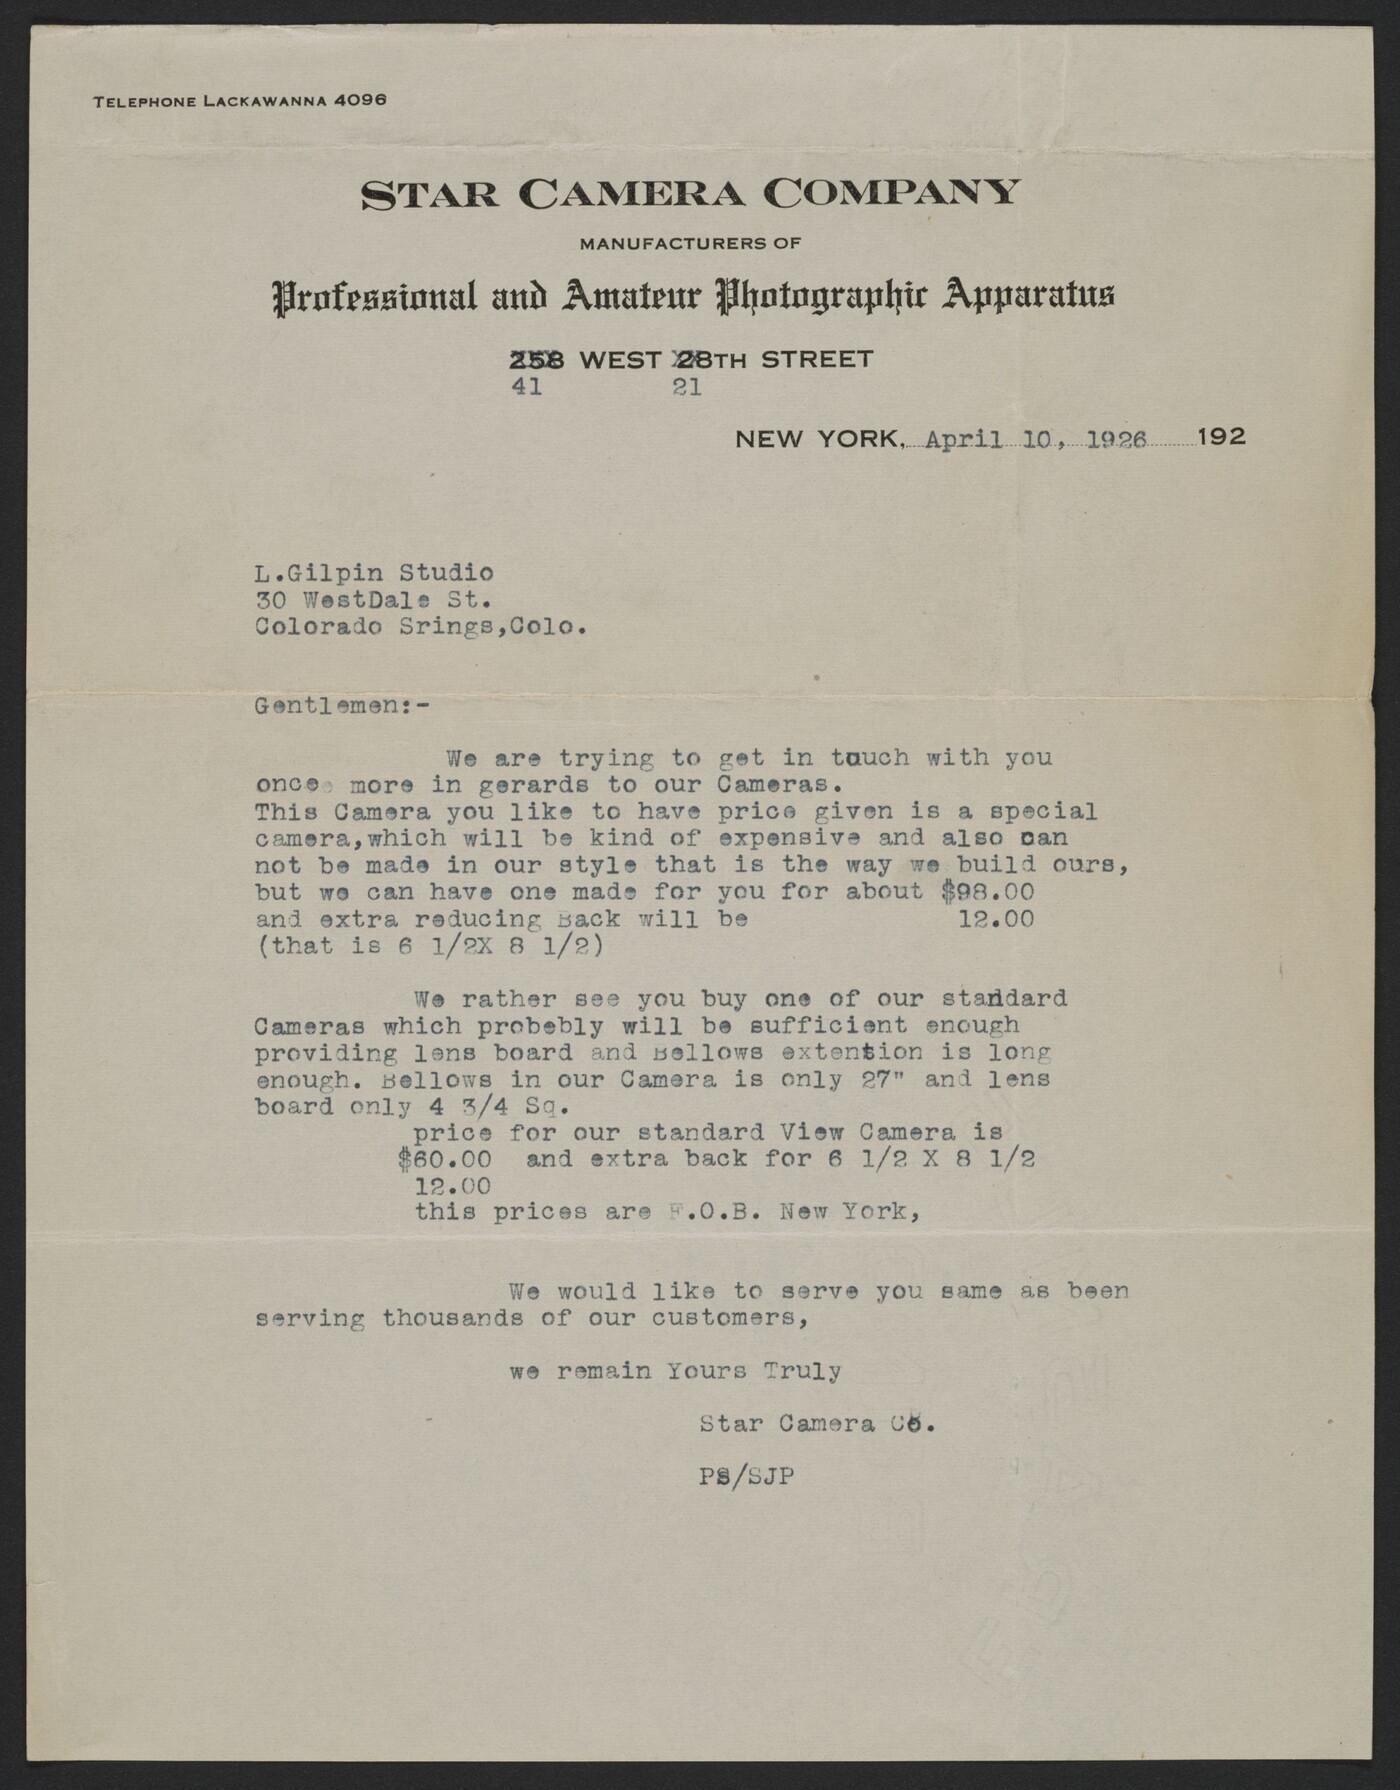 TELEPHONE LACKAWANNA 4096
STAR CAMERA COMPANY
MANUFACTURERS OF
Professional and Amateur Photographic Apparatus
258 WEST 28TH STREET
41 21
NEW YORK, April 10, 1926 192
L.Gilpin Studio
30 WestDale St.
Colorado Srings,Colo.
Gentlemen:-
We are trying to get in touch with you
once more in gerards to our Cameras.
This Camera you like to have price given is a special
camera,which will be kind of expensive and also can
not be made in our style that is the way we build ours,
but we can have one made for you for about $98.00
and extra reducing Back will be 12.00
(that is 6 1/2X 8 1/2)
We rather see you buy one of our standard
Cameras which probebly will be sufficient enough
providing lens board and Bellows extention is long
enough. Bellows in our Camera is only 27" and lens
board only 4 3/4 Sq.
price for our standard View Camera is
$60.00 and extra back for 6 1/2 X 8 1/2
12.00
this prices are F.O.B. New York,
We would like to serve you same as been
serving thousands of our customers,
we remain Yours Truly
Star Camera Co.
PS/SJP